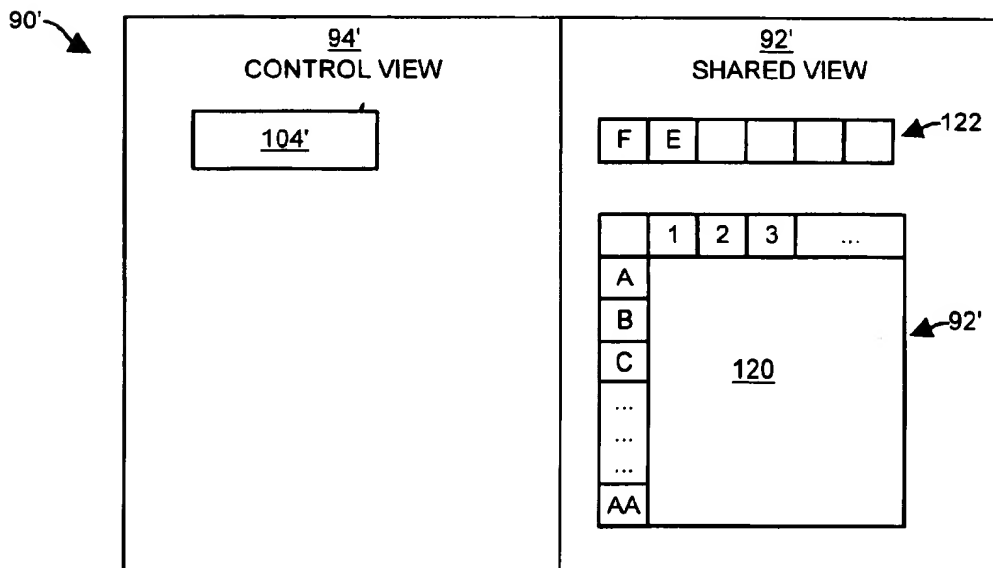 90'
94'
CONTROL VIEW
104'
92'
SHARED VIEW
F E
122
1 2 3 ...
A
B
C
...
...
...
AA
120
92'